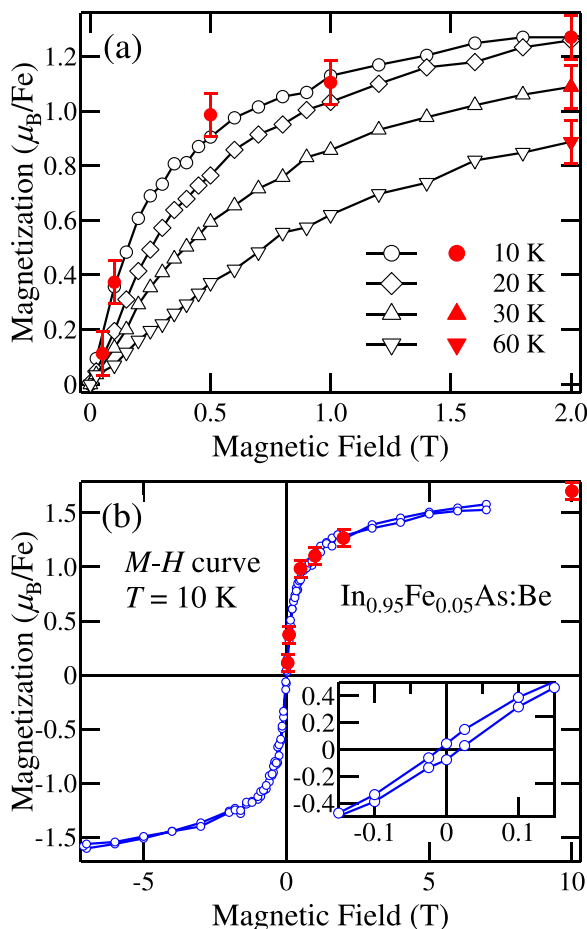 (a)
Magnetization (μB/Fe)
1.2
1.0
0.8
0.6
0.4
0.2
0
10 K
20 K
30 K
60 K
0 0.5 1.0 1.5 2.0
Magnetic Field (T)
(b)
Magnetization (μB/Fe)
1.5
1.0
0.5
0
-0.5
-1.0
-1.5
M-H curve
T = 10 K
In0.95Fe0.05As:Be
0.4
0.2
0
-0.2
-0.4
-0.1 0 0.1
-5 0 5 10
Magnetic Field (T)